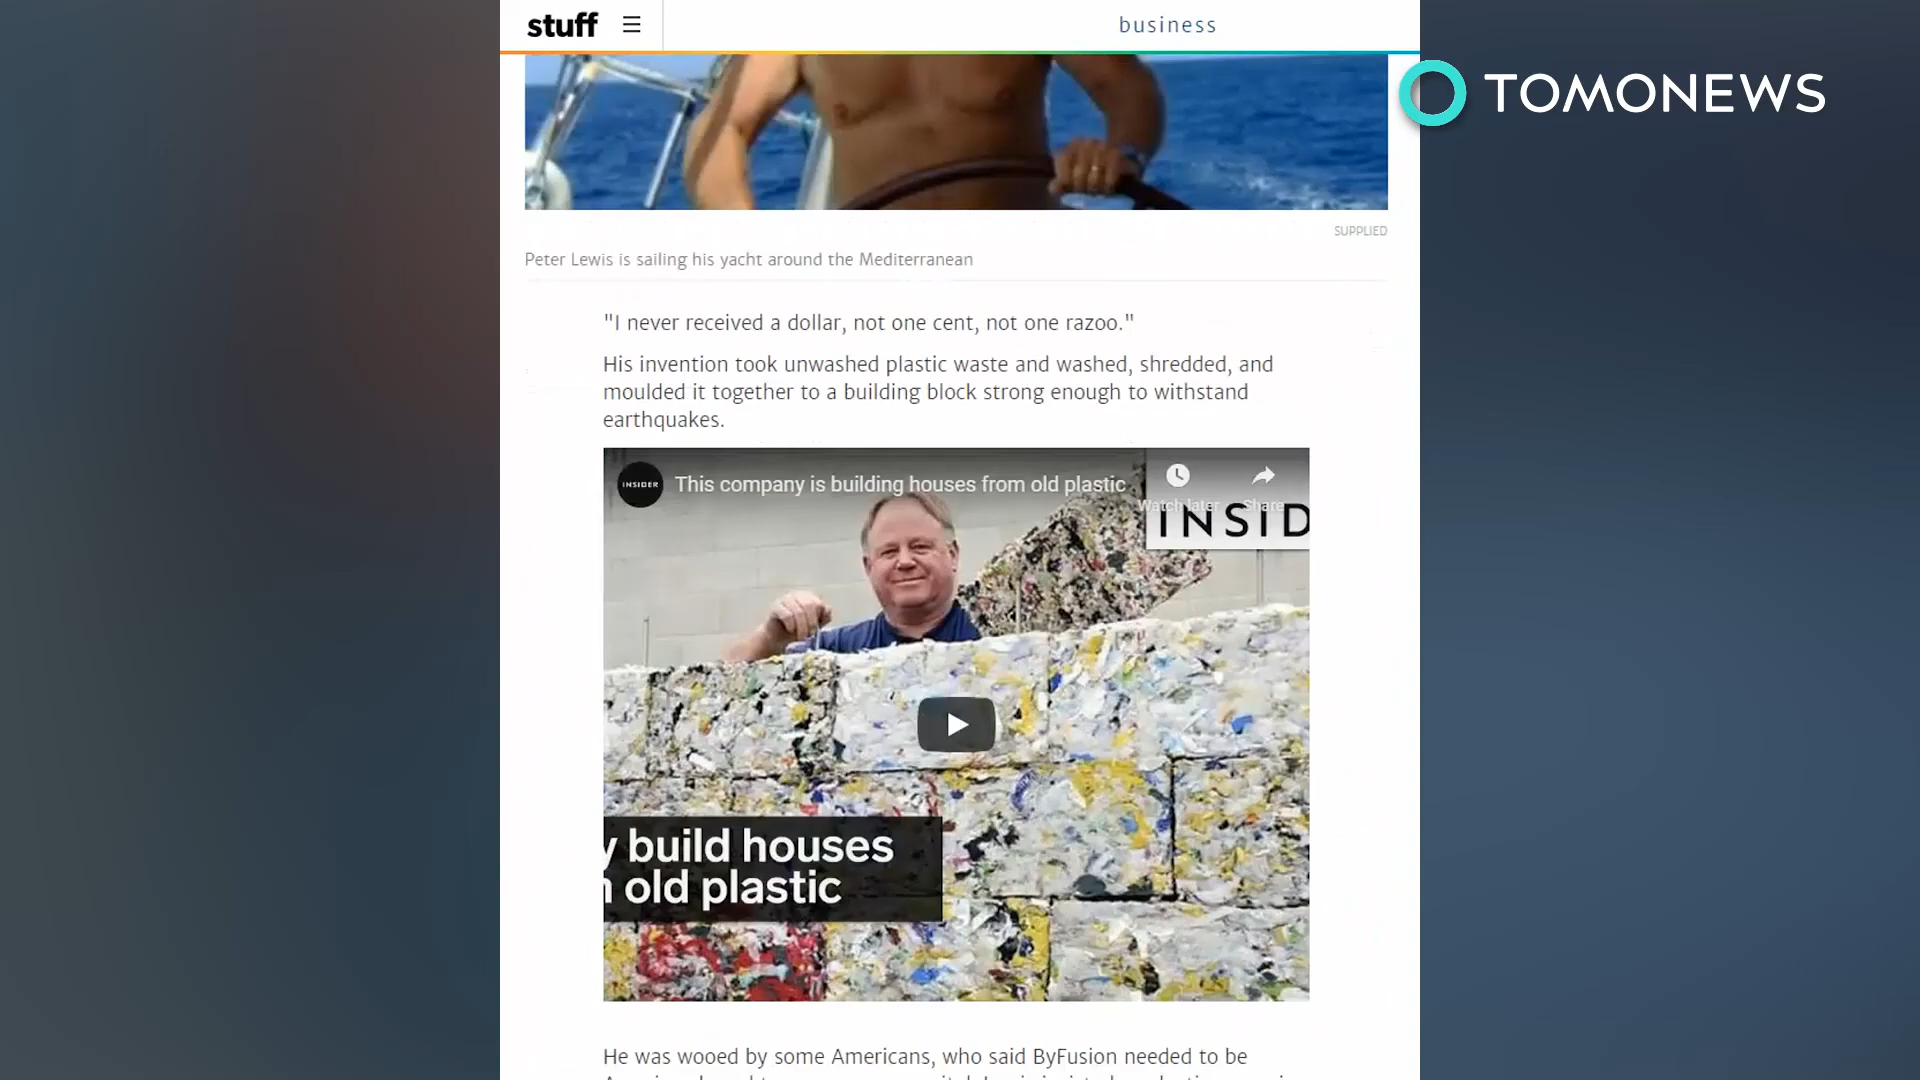 stuff
business
TOMONEWS
SUPPLIED
Peter Lewis is sailing his yacht around the Mediterranean
"I never received a dollar, not one cent, not one razoo."
His invention took unwashed plastic waste and washed, shredded, and
moulded it together to a building block strong enough to withstand
earthquakes.
INSIDER
This company is building houses from old plastic
Watch later
Share
INSID
y build houses
old plastic
He was wooed by some Americans, who said ByFusion needed to be